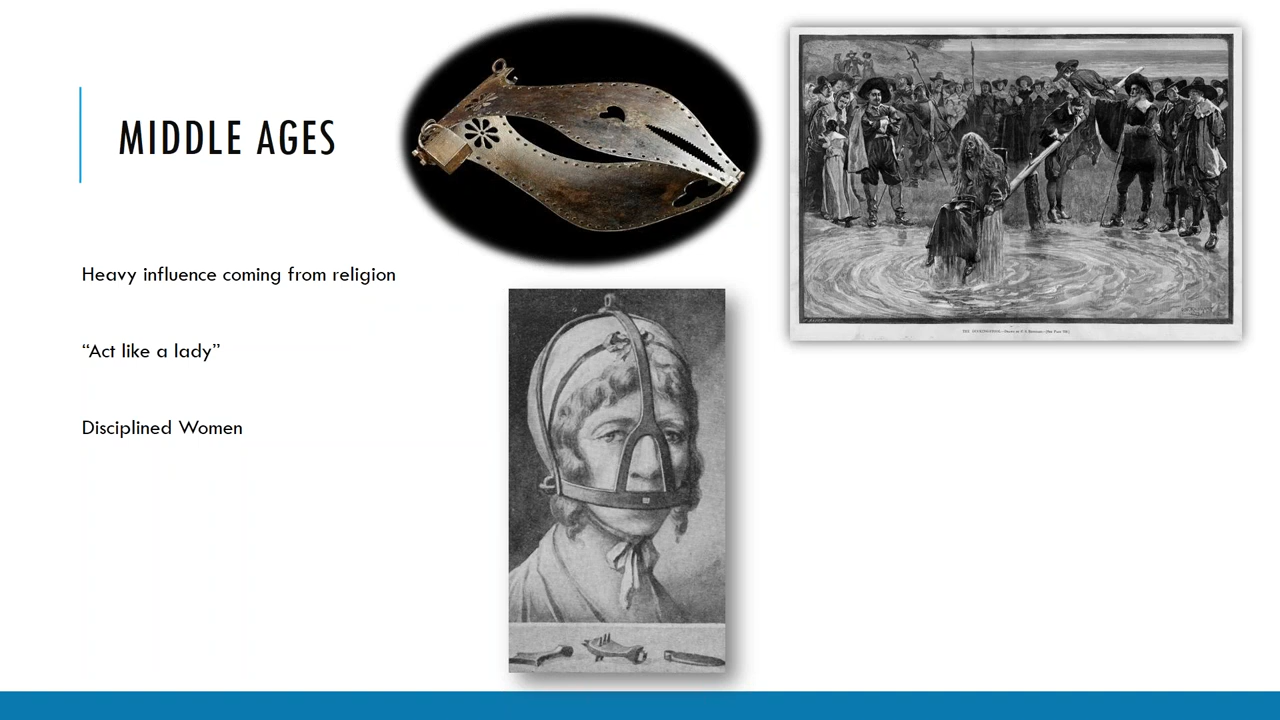 MIDDLE AGES
Heavy influence coming from religion
“Act like a lady”
Disciplined Women